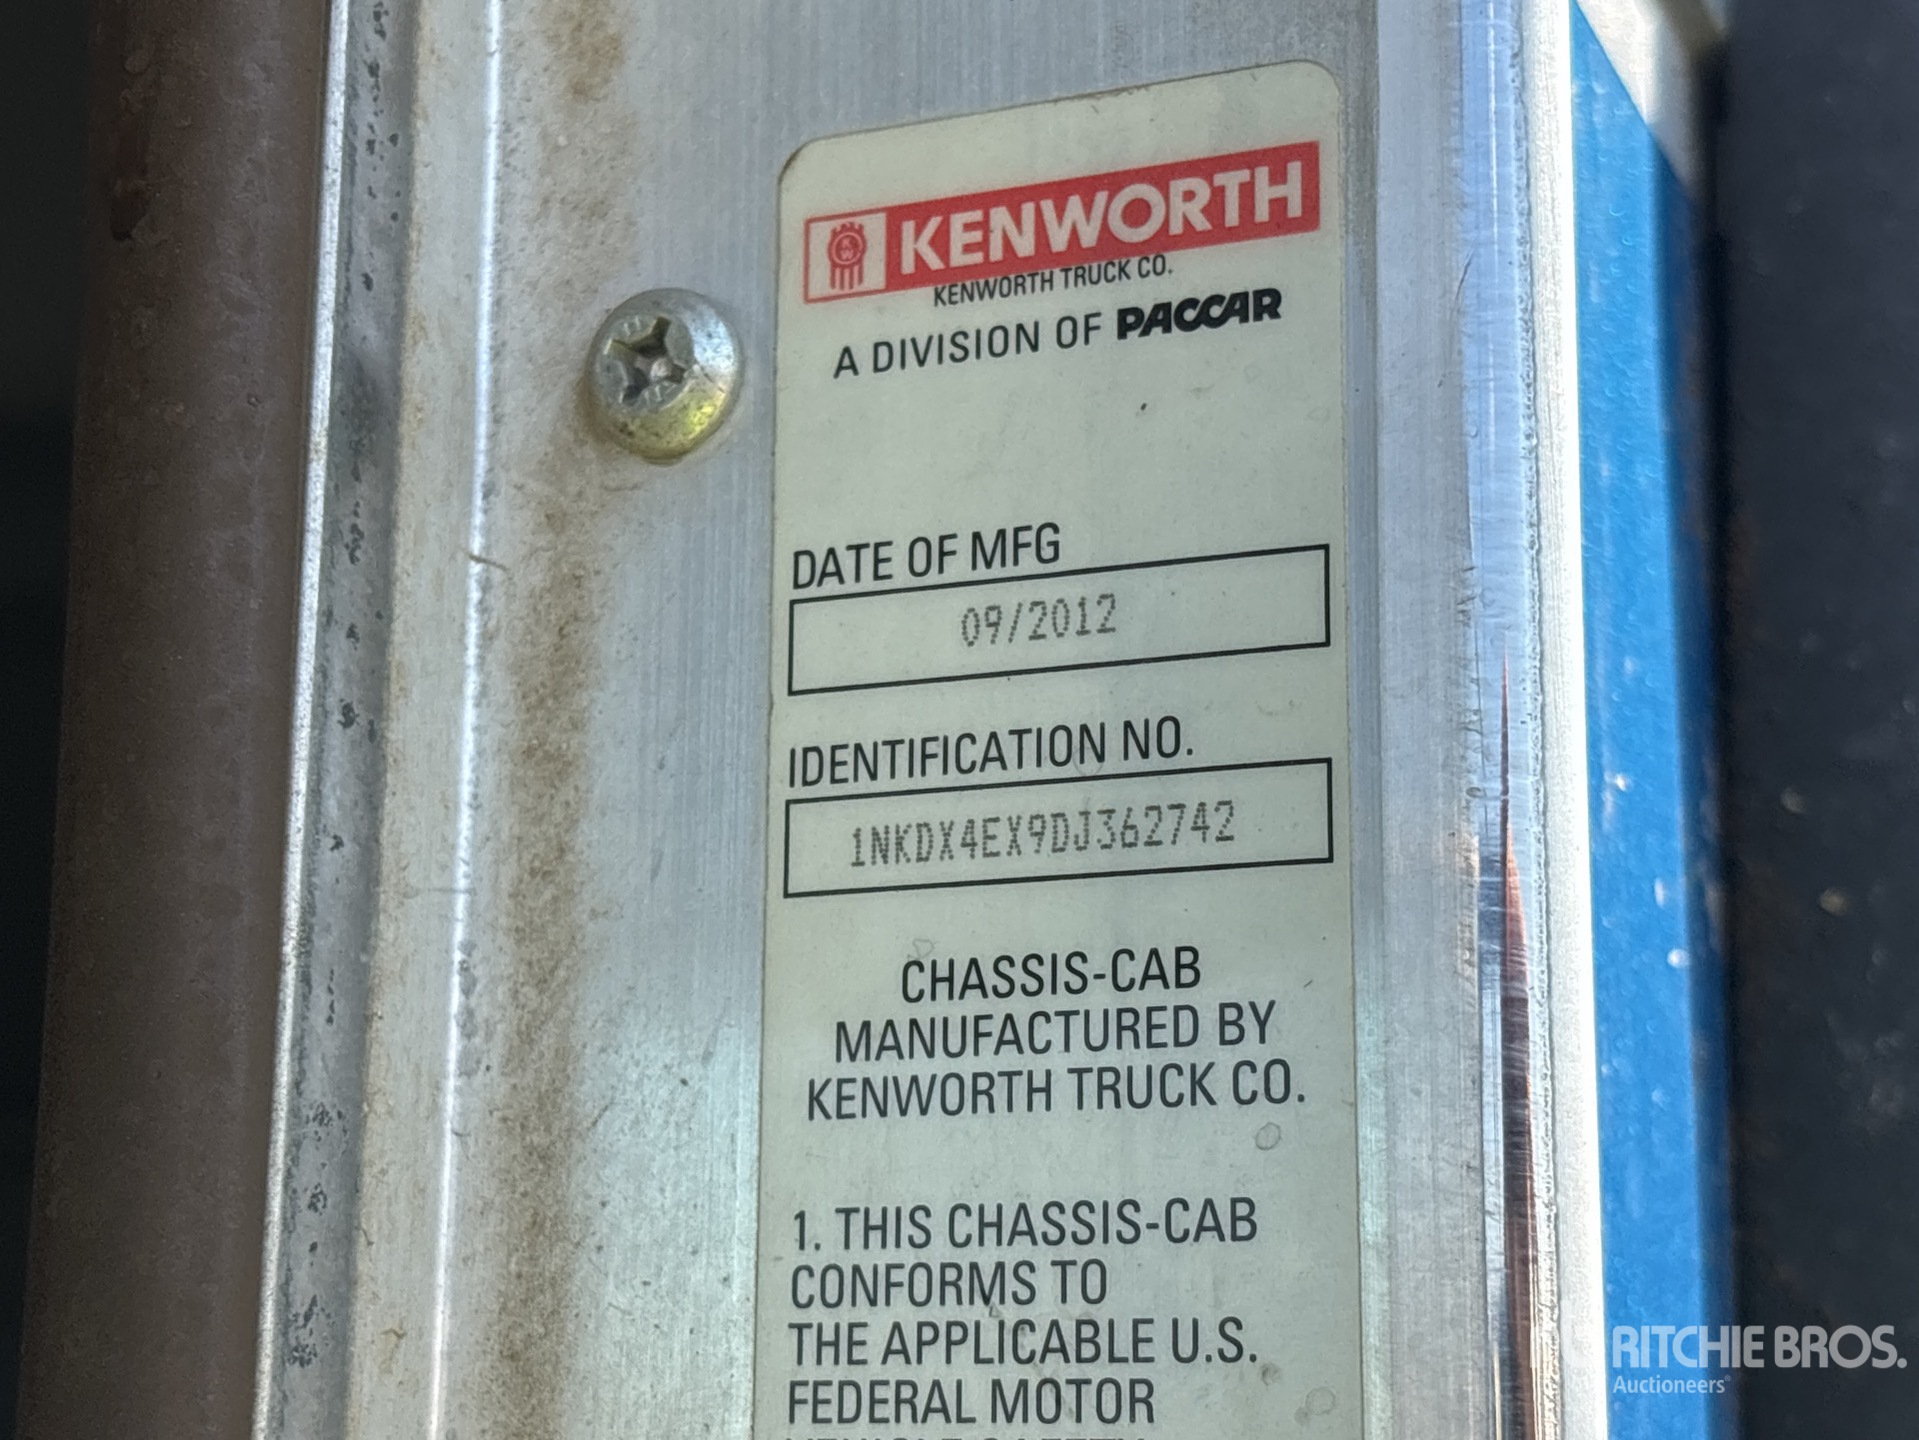 KENWORTH
KENWORTH TRUCK CO.
A DIVISION OF PACCAR
DATE OF MFG
09/2012
IDENTIFICATION NO.
1NKDX4EX9DJ362742
CHASSIS-CAB
MANUFACTURED BY
KENWORTH TRUCK CO.
1. THIS CHASSIS-CAB
CONFORMS TO
THE APPLICABLE U.S.
FEDERAL MOTOR
RITCHIE BROS.
Auctioneers